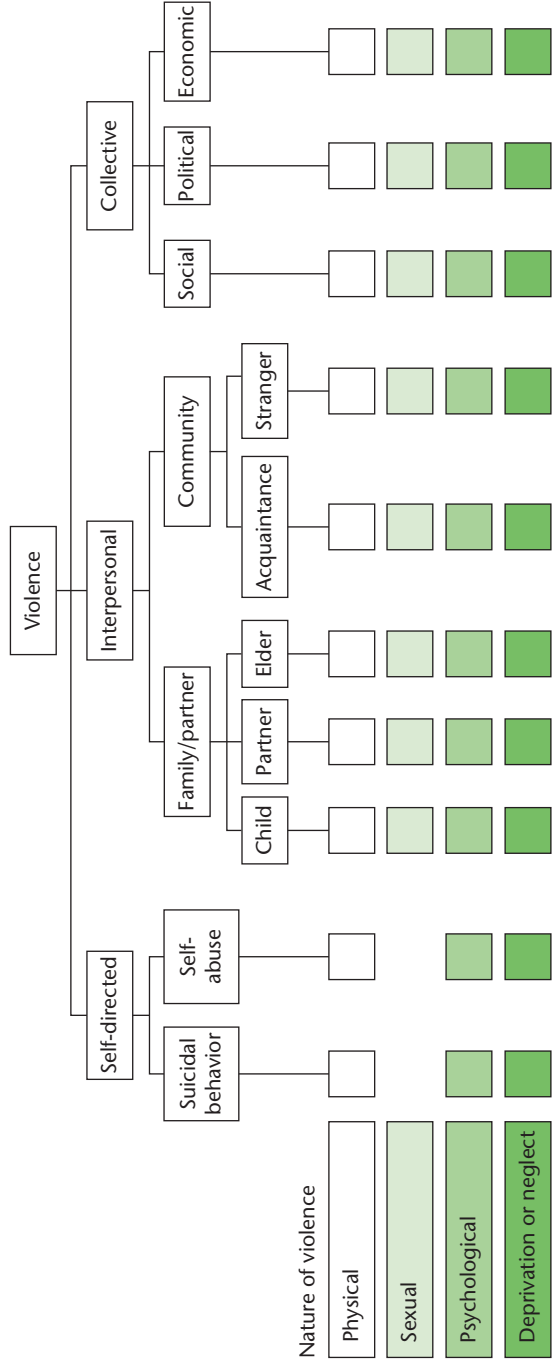 Violence
Self-directed
Interpersonal
Collective
Suicidal
behavior
Self-
abuse
Family/partner
Community
Social
Political
Economic
Child
Partner
Elder
Acquaintance
Stranger
Nature of violence
Physical
Sexual
Psychological
Deprivation or neglect